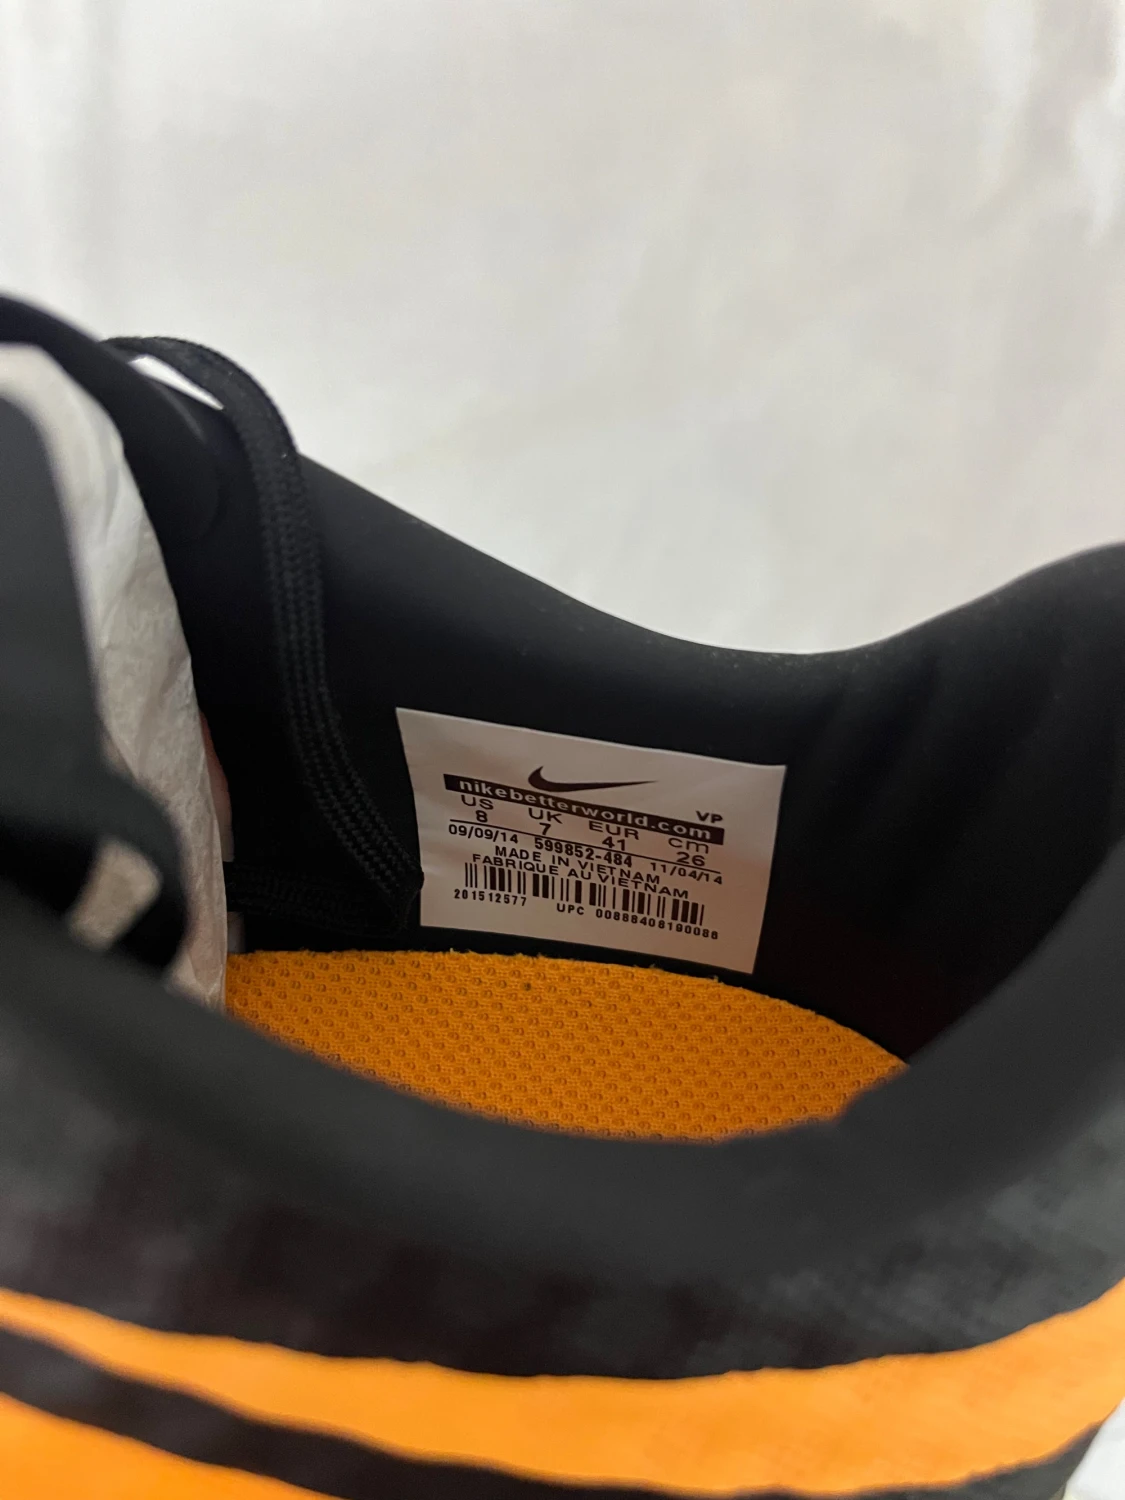 nikebetterworld.com VP
US UK EUR cm
8 7 41 26
09/09/14 599852-484 11/04/14
MADE IN VIETNAM
FABRIQUE AU VIETNAM
201512577 UPC 00888408190086